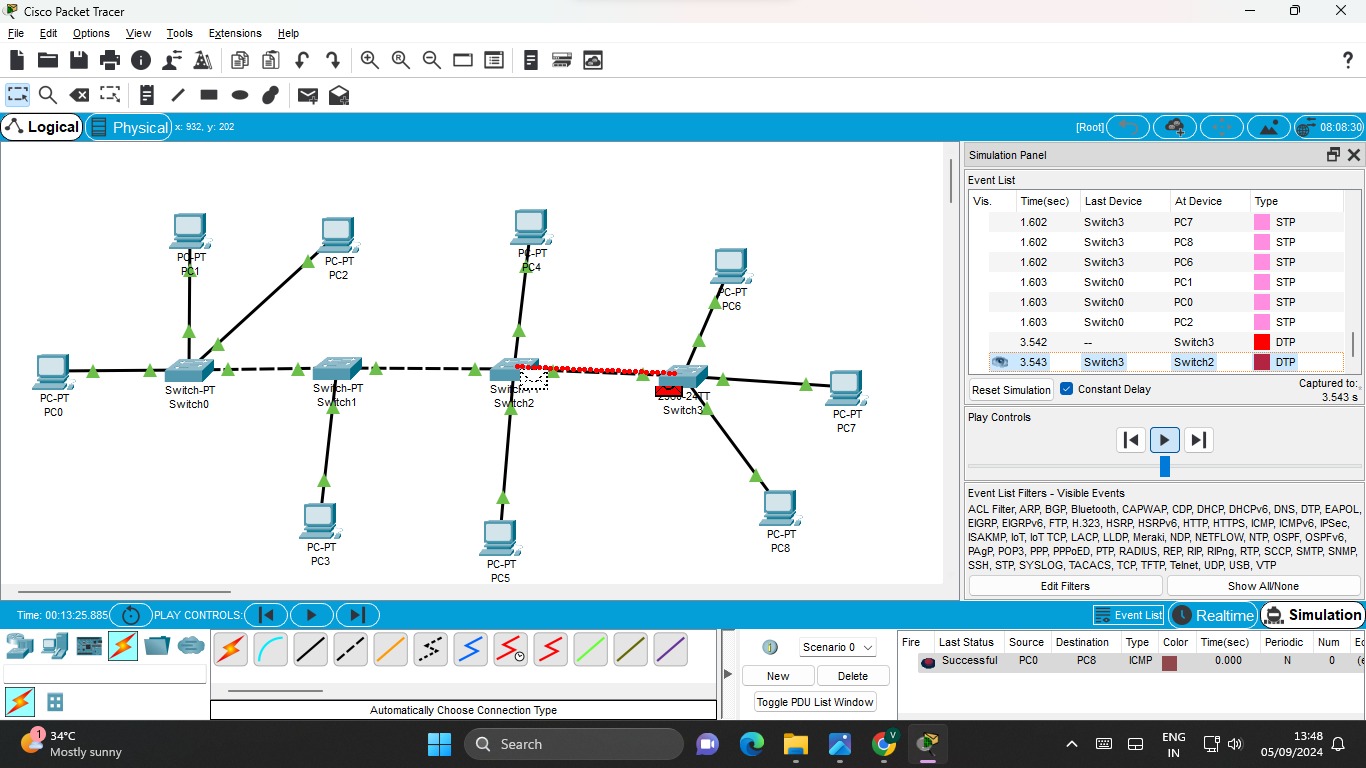 Cisco Packet Tracer
File Edit Options View Tools Extensions Help
?
Logical Physical x: 932, y: 202 [Root] 08:08:30
PC-PT
PC1
PC-PT
PC2
PC-PT
PC4
PC-PT
PC6
PC-PT
PC0
Switch-PT
Switch0
Switch-PT
Switch1
Switch2
2960-24TT
Switch3
PC-PT
PC7
PC-PT
PC3
PC-PT
PC5
PC-PT
PC8
Simulation Panel
Event List
Vis. Time(sec) Last Device At Device Type
1.602 Switch3 PC7 STP
1.602 Switch3 PC8 STP
1.602 Switch3 PC6 STP
1.603 Switch0 PC1 STP
1.603 Switch0 PC0 STP
1.603 Switch0 PC2 STP
3.542 -- Switch3 DTP
3.543 Switch3 Switch2 DTP
Reset Simulation Constant Delay Captured to:
3.543 s
Play Controls
Event List Filters - Visible Events
ACL Filter, ARP, BGP, Bluetooth, CAPWAP, CDP, DHCP, DHCPv6, DNS, DTP, EAPOL,
EIGRP, EIGRPv6, FTP, H.323, HSRP, HSRPv6, HTTP, HTTPS, ICMP, ICMPv6, IPSec,
ISAKMP, IoT, IoT TCP, LACP, LLDP, Meraki, NDP, NETFLOW, NTP, OSPF, OSPFv6,
PAgP, POP3, PPP, PPPoED, PTP, RADIUS, REP, RIP, RIPng, RTP, SCCP, SMTP, SNMP,
SSH, STP, SYSLOG, TACACS, TCP, TFTP, Telnet, UDP, USB, VTP
Edit Filters Show All/None
Time: 00:13:25.885 PLAY CONTROLS: Event List Realtime Simulation
Automatically Choose Connection Type
Scenario 0
New Delete
Toggle PDU List Window
Fire Last Status Source Destination Type Color Time(sec) Periodic Num Ec
Successful PC0 PC8 ICMP 0.000 N 0 (e
1
34°C
Mostly sunny
Search
V
ENG
IN
13:48
05/09/2024